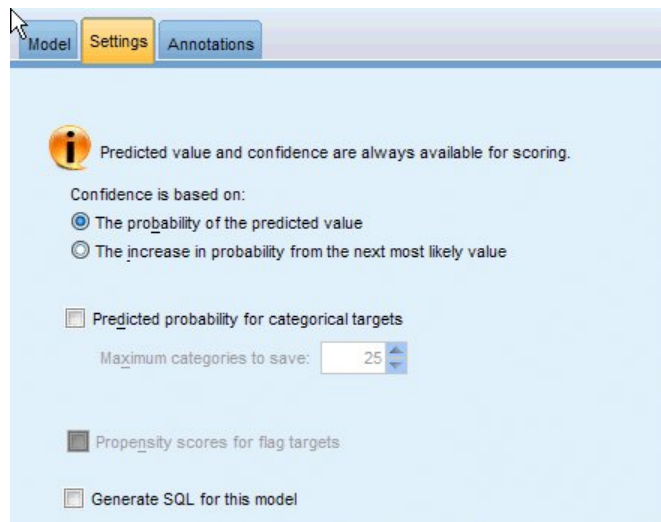 Model Settings Annotations
Predicted value and confidence are always available for scoring.
Confidence is based on:
The probability of the predicted value
The increase in probability from the next most likely value
Predicted probability for categorical targets
Maximum categories to save: 25
Propensity scores for flag targets
Generate SQL for this model